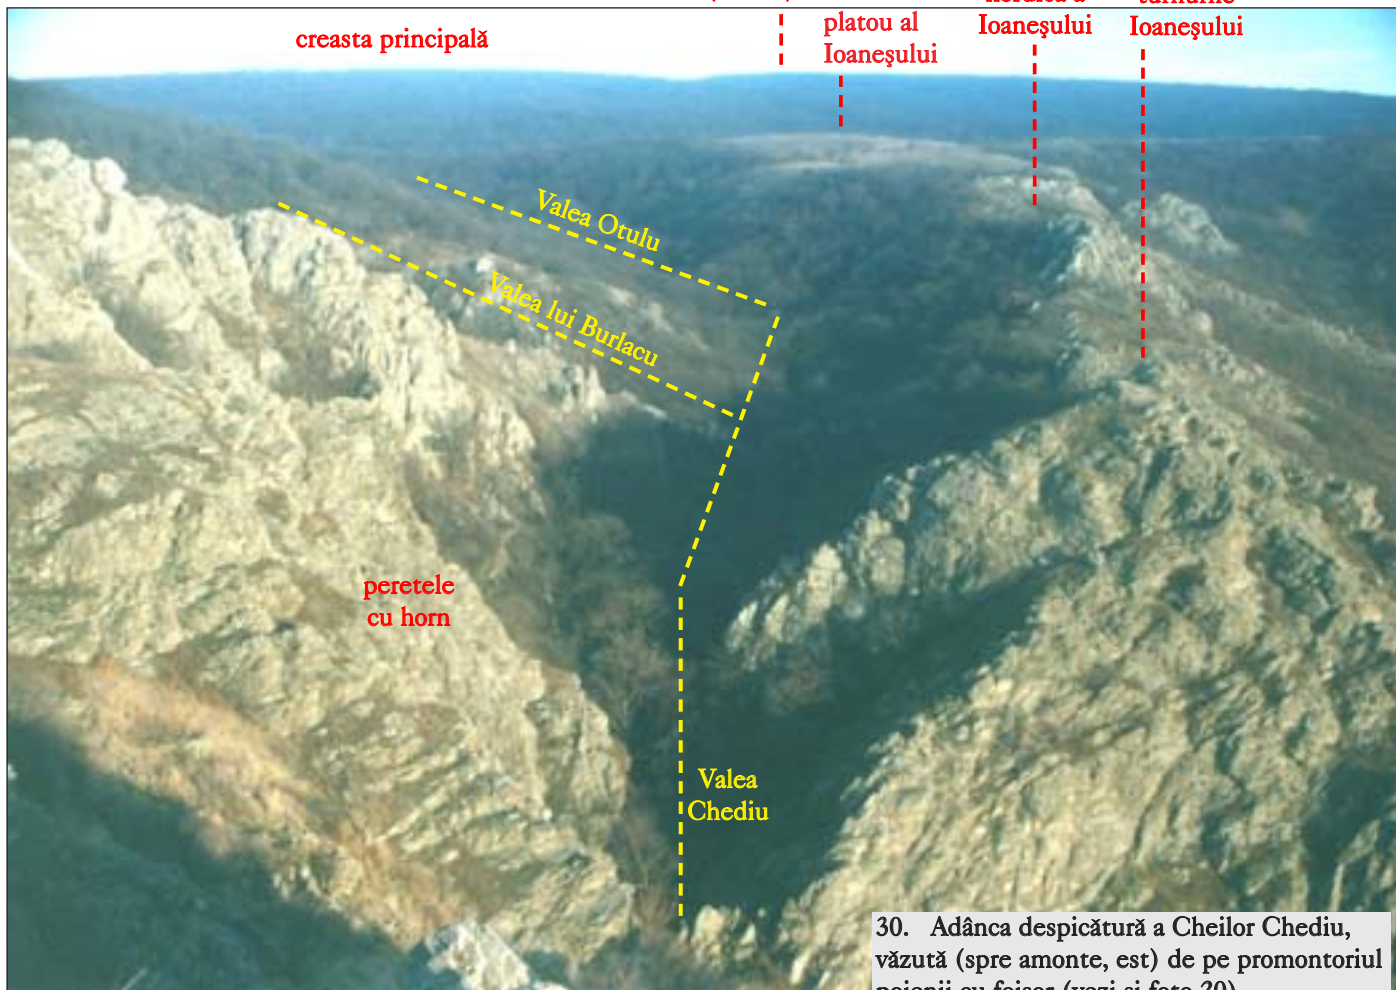 creasta principală
platou al
Ioaneşului
Ioaneşului
turnurile
Ioaneşului
Valea Otulu
Valea lui Burlacu
peretele
cu horn
Valea
Chediu
30. Adânca despicătură a Cheilor Chediu,
văzută (spre amonte, est) de pe promontoriul